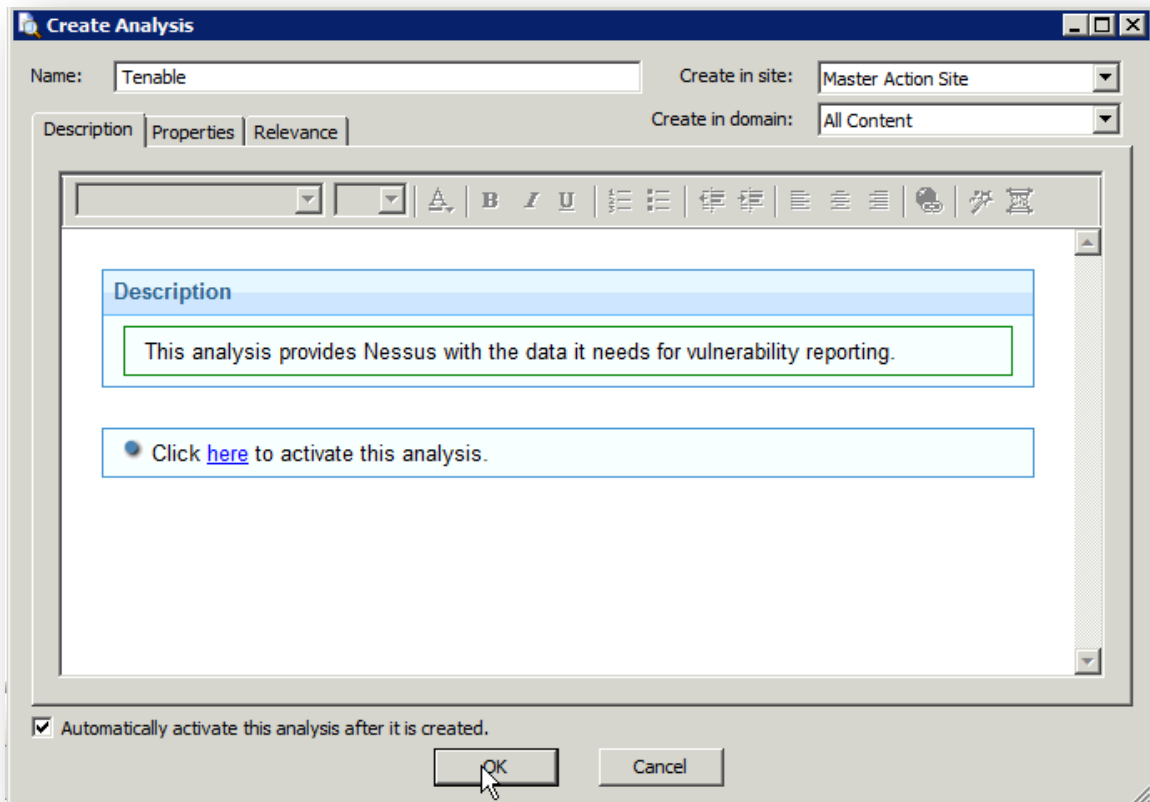 Create Analysis
Name: Tenable Create in site: Master Action Site
Create in domain: All Content
Description Properties Relevance
A B I U
Description
This analysis provides Nessus with the data it needs for vulnerability reporting.
Click here to activate this analysis.
Automatically activate this analysis after it is created.
OK Cancel